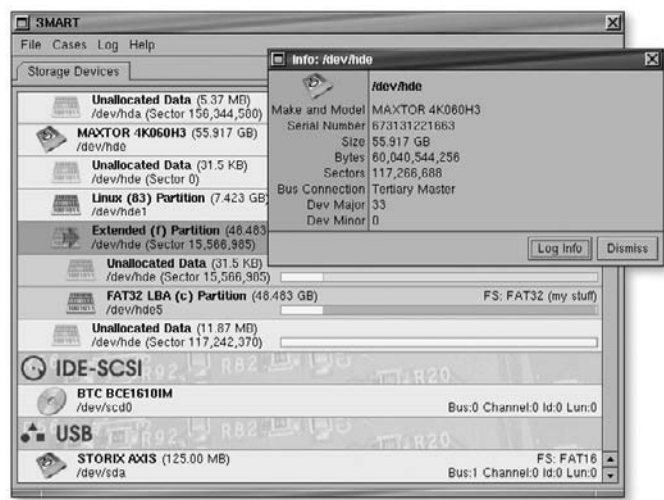 SMART
File Cases Log Help
Storage Devices
Unallocated Data (5.37 MB)
/dev/hda (Sector 156,344,580)
MAXTOR 4K060H3 (55.917 GB)
/dev/hde
Unallocated Data (31.5 KB)
/dev/hde (Sector 0)
Linux (83) Partition (7.423 GB)
/dev/hde1
Extended (f) Partition (48.483
/dev/hde (Sector 15,566,985)
Unallocated Data (31.5 KB)
/dev/hde (Sector 15,566,985)
FAT32 LBA (c) Partition (48.483 GB) FS: FAT32 (my stuff)
/dev/hde5
Unallocated Data (11.87 MB)
/dev/hde (Sector 117,242,370)
IDE-SCSI
BTC BCE1610IM
/dev/scd0 Bus:0 Channel:0 Id:0 Lun:0
USB
STORIX AXIS (125.00 MB) FS: FAT16
/dev/sda Bus:1 Channel:0 Id:0 Lun:0
Info: /dev/hde
/dev/hde
Make and Model MAXTOR 4K060H3
Serial Number 673131221663
Size 55.917 GB
Bytes 60,040,544,256
Sectors 117,266,688
Bus Connection Tertiary Master
Dev Major 33
Dev Minor 0
Log Info Dismiss